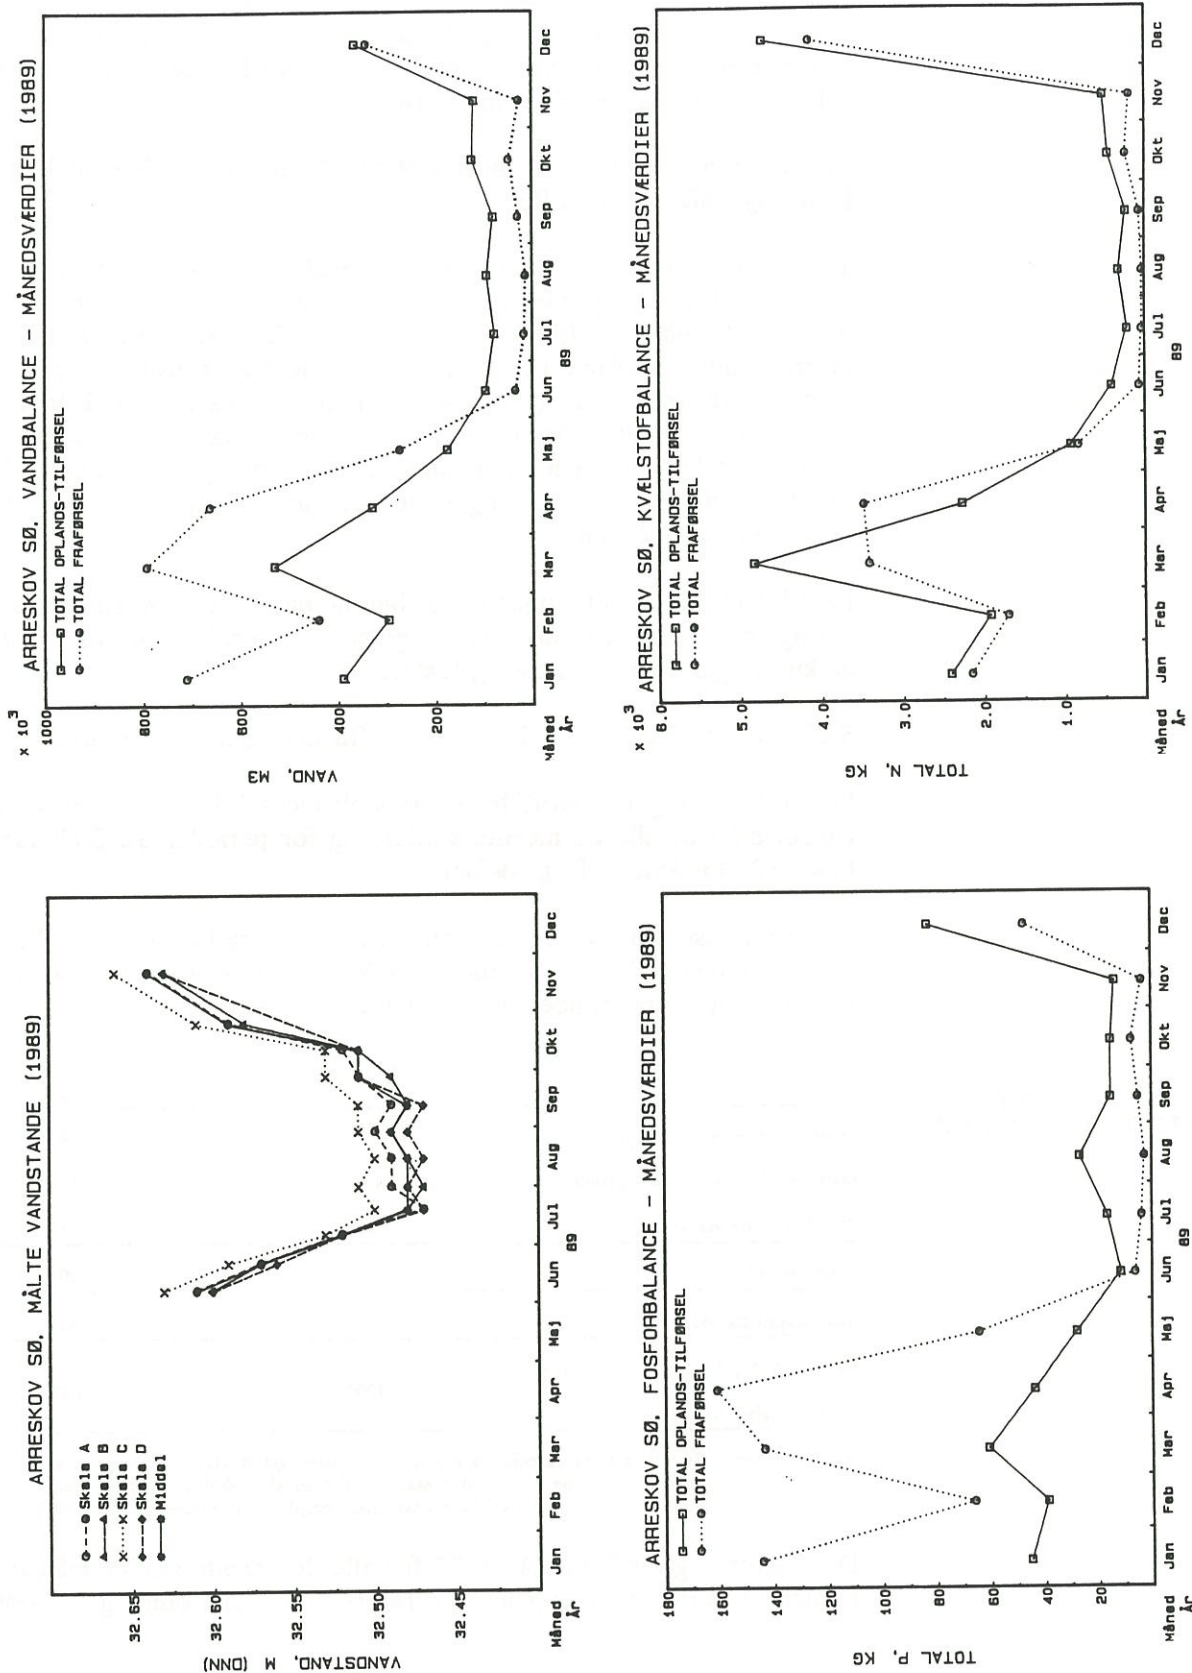 ARRESKOV SØ. MÅLTE VANDSTANDE (1989)
Skala A
Skala B
Skala C
Skala D
Middel
VANDSTAND, M (DNN)
32.65
32.60
32.55
32.50
32.45
Måned Jan Feb Mar Apr Maj Jun Jul Aug Sep Okt Nov Dec
År 89
ARRESKOV SØ. VANDBALANCE - MÅNEDSVÆRDIER (1989)
× 10³
TOTAL OPLANDS-TILFØRSEL
TOTAL FRAFØRSEL
VAND, M3
1000
800
600
400
200
Måned Jan Feb Mar Apr Maj Jun Jul Aug Sep Okt Nov Dec
År 89
ARRESKOV SØ. FOSFORBALANCE - MÅNEDSVÆRDIER (1989)
TOTAL OPLANDS-TILFØRSEL
TOTAL FRAFØRSEL
TOTAL P, KG
180
160
140
120
100
80
60
40
20
Måned Jan Feb Mar Apr Maj Jun Jul Aug Sep Okt Nov Dec
År 89
ARRESKOV SØ. KVÆLSTOFBALANCE - MÅNEDSVÆRDIER (1989)
× 10³
TOTAL OPLANDS-TILFØRSEL
TOTAL FRAFØRSEL
TOTAL N, KG
6.0
5.0
4.0
3.0
2.0
1.0
Måned Jan Feb Mar Apr Maj Jun Jul Aug Sep Okt Nov Dec
År 89